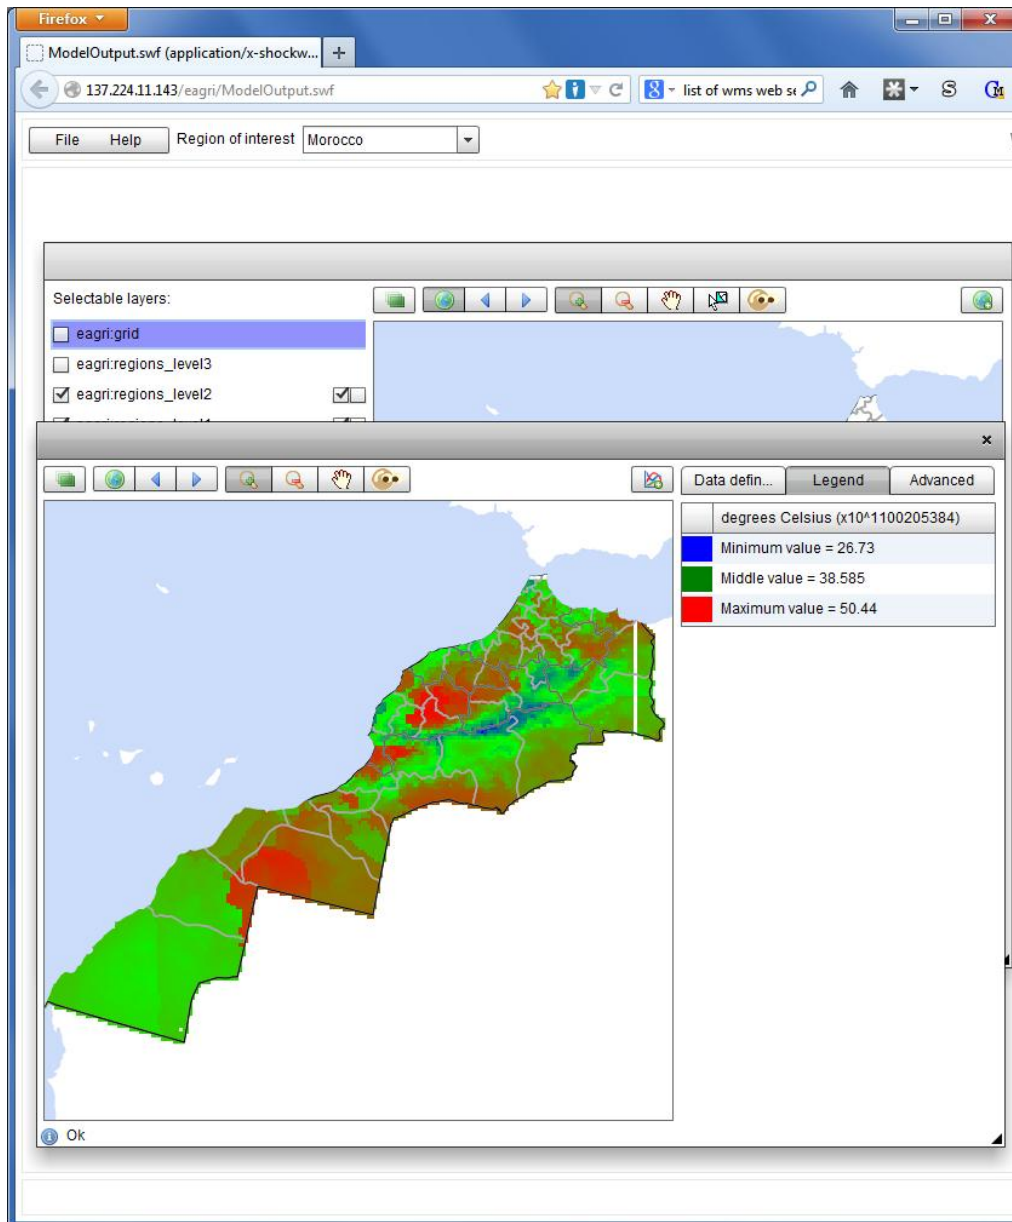 Firefox
ModelOutput.swf (application/x-shockw...
137.224.11.143/eagri/ModelOutput.swf
list of wms web se
File Help Region of interest Morocco
Selectable layers:
eagri:grid
eagri:regions_level3
eagri:regions_level2
Data defin... Legend Advanced
degrees Celsius (x10^1100205384)
Minimum value = 26.73
Middle value = 38.585
Maximum value = 50.44
Ok